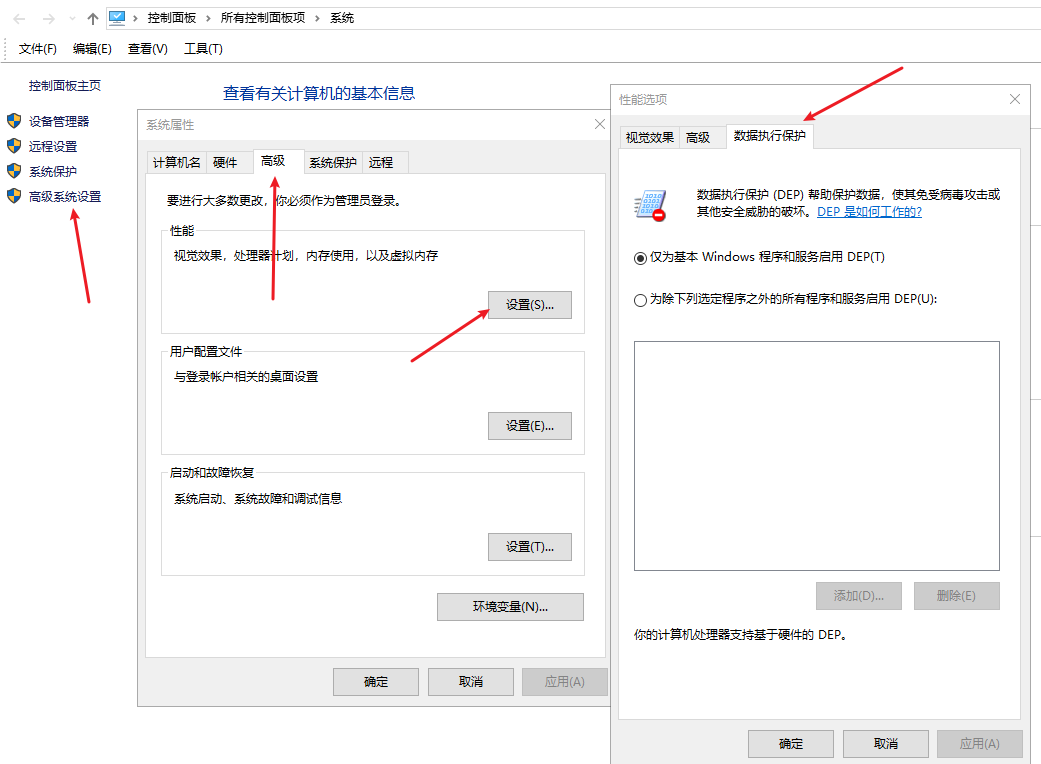 控制面板 › 所有控制面板项 › 系统
文件(F) 编辑(E) 查看(V) 工具(T)
控制面板主页
设备管理器
远程设置
系统保护
高级系统设置
查看有关计算机的基本信息
系统属性
计算机名 硬件 高级 系统保护 远程
要进行大多数更改，你必须作为管理员登录。
性能
视觉效果，处理器计划，内存使用，以及虚拟内存
设置(S)...
用户配置文件
与登录帐户相关的桌面设置
设置(E)...
启动和故障恢复
系统启动、系统故障和调试信息
设置(T)...
环境变量(N)...
确定 取消 应用(A)
性能选项
视觉效果 高级 数据执行保护
数据执行保护 (DEP) 帮助保护数据，使其免受病毒攻击或
其他安全威胁的破坏。DEP 是如何工作的?
仅为基本 Windows 程序和服务启用 DEP(T)
为除下列选定程序之外的所有程序和服务启用 DEP(U):
添加(D)... 删除(E)
你的计算机处理器支持基于硬件的 DEP。
确定 取消 应用(A)